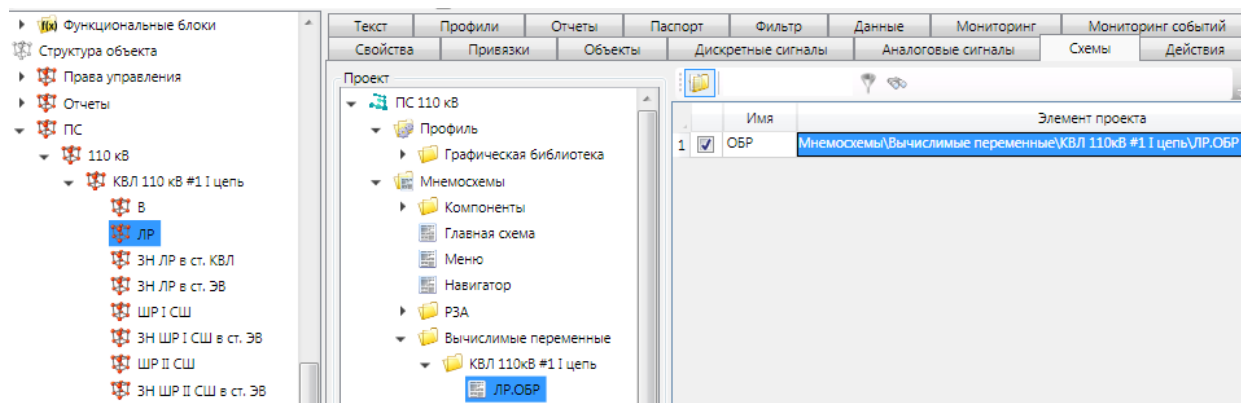 f(x) Функциональные блоки
Структура объекта
Права управления
Отчеты
ПС
110 кВ
КВЛ 110 кВ #1 I цепь
В
ЛР
ЗН ЛР в ст. КВЛ
ЗН ЛР в ст. ЭВ
ШР I СШ
ЗН ШР I СШ в ст. ЭВ
ШР II СШ
ЗН ШР II СШ в ст. ЭВ
Текст Профили Отчеты Паспорт Фильтр Данные Мониторинг Мониторинг событий
Свойства Привязки Объекты Дискретные сигналы Аналоговые сигналы Схемы Действия
Проект
ПС 110 кВ
Профиль
Графическая библиотека
Мнемосхемы
Компоненты
Главная схема
Меню
Навигатор
РЗА
Вычислимые переменные
КВЛ 110кВ #1 I цепь
ЛР.ОБР
Имя Элемент проекта
1 ОБР Мнемосхемы\Вычислимые переменные\КВЛ 110кВ #1 I цепь\ЛР.ОБР